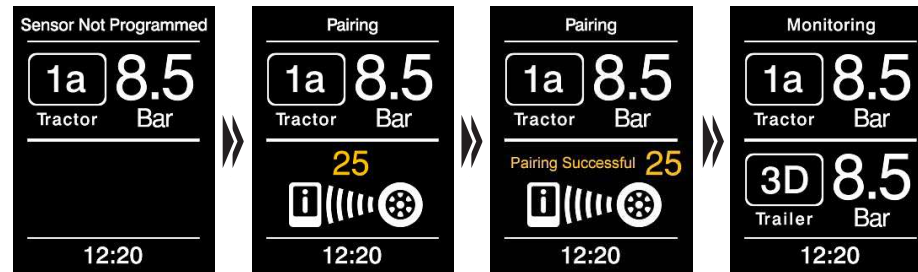 Sensor Not Programmed
1a 8.5
Tractor Bar
12:20
Pairing
1a 8.5
Tractor Bar
25
i
12:20
Pairing
1a 8.5
Tractor Bar
Pairing Successful 25
i
12:20
Monitoring
1a 8.5
Tractor Bar
3D 8.5
Trailer Bar
12:20